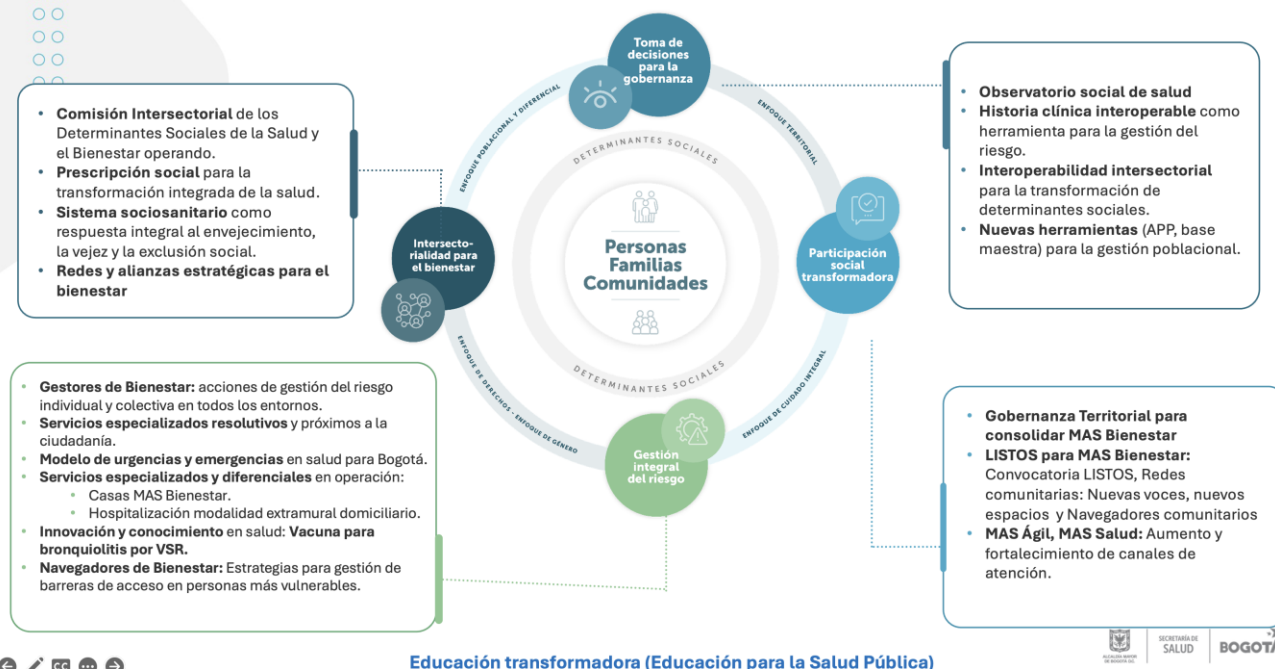 Toma de
decisiones
para la
gobernanza
ENFOQUE POBLACIONAL Y DIFERENCIAL
ENFOQUE TERRITORIAL
DETERMINANTES SOCIALES
• Comisión Intersectorial de los
Determinantes Sociales de la Salud y
el Bienestar operando.
• Prescripción social para la
transformación integrada de la salud.
• Sistema sociosanitario como
respuesta integral al envejecimiento,
la vejez y la exclusión social.
• Redes y alianzas estratégicas para el
bienestar
• Observatorio social de salud
• Historia clínica interoperable como
herramienta para la gestión del
riesgo.
• Interoperabilidad intersectorial
para la transformación de
determinantes sociales.
• Nuevas herramientas (APP, base
maestra) para la gestión poblacional.
Intersecto-
rialidad para
el bienestar
Personas
Familias
Comunidades
Participación
social
transformadora
DETERMINANTES SOCIALES
ENFOQUE DE DERECHOS - ENFOQUE DE GÉNERO
ENFOQUE DE CUIDADO INTEGRAL
Gestión
integral
del riesgo
• Gestores de Bienestar: acciones de gestión del riesgo
individual y colectiva en todos los entornos.
• Servicios especializados resolutivos y próximos a la
ciudadanía.
• Modelo de urgencias y emergencias en salud para Bogotá.
• Servicios especializados y diferenciales en operación:
• Casas MAS Bienestar.
• Hospitalización modalidad extramural domiciliario.
• Innovación y conocimiento en salud: Vacuna para
bronquiolitis por VSR.
• Navegadores de Bienestar: Estrategias para gestión de
barreras de acceso en personas más vulnerables.
• Gobernanza Territorial para
consolidar MAS Bienestar
• LISTOS para MAS Bienestar:
Convocatoria LISTOS, Redes
comunitarias: Nuevas voces, nuevos
espacios y Navegadores comunitarios
• MAS Ágil, MAS Salud: Aumento y
fortalecimiento de canales de
atención.
Educación transformadora (Educación para la Salud Pública)
CC
ALCALDÍA MAYOR
DE BOGOTÁ D.C.
SECRETARÍA DE
SALUD
BOGOTÁ